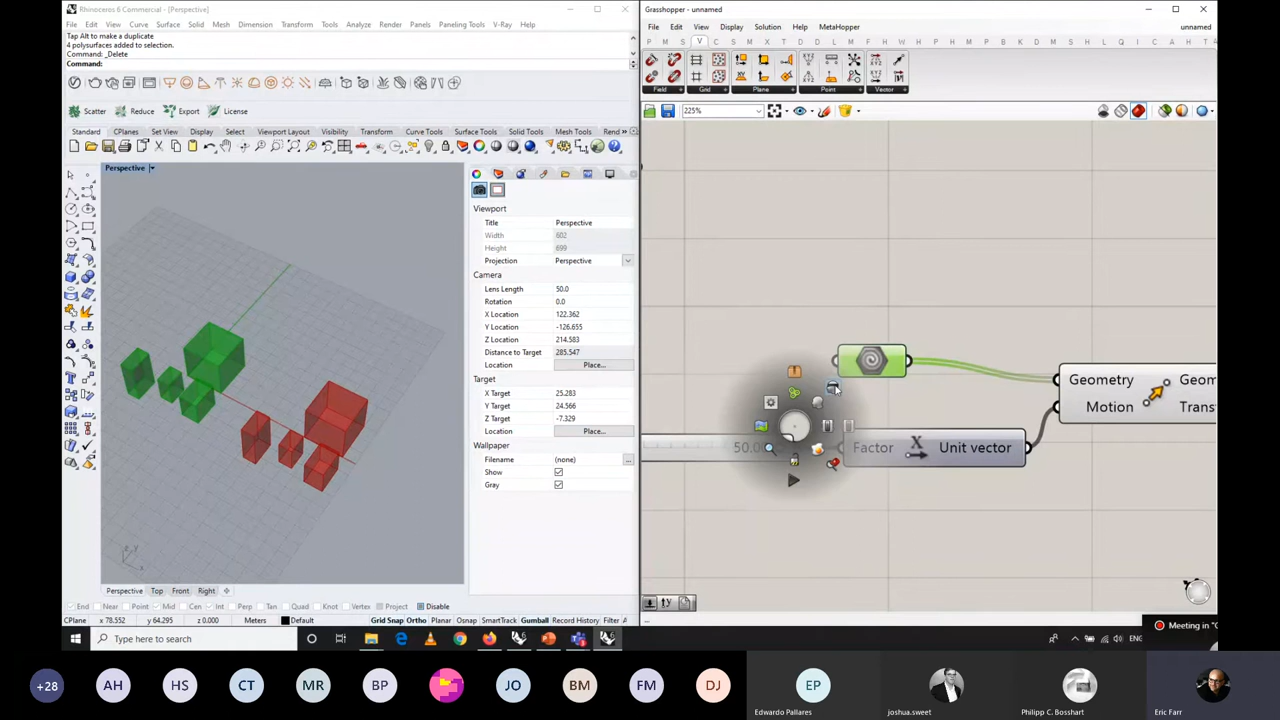 Rhinoceros 6 Commercial - [Perspective]
File Edit View Curve Surface Solid Mesh Dimension Transform Tools Analyze Render Panels Paneling Tools V-Ray Help
Tap Alt to make a duplicate
4 polysurfaces added to selection.
Command: _Delete
Command:
Scatter Reduce Export License
Standard CPlanes Set View Display Select Viewport Layout Visibility Transform Curve Tools Surface Tools Solid Tools Mesh Tools Rend
Perspective
Viewport
Title Perspective
Width 602
Height 699
Projection Perspective
Camera
Lens Length 50.0
Rotation 0.0
X Location 122.362
Y Location -126.655
Z Location 214.583
Distance to Target 285.547
Location Place...
Target
X Target 25.283
Y Target 24.566
Z Target -7.329
Location Place...
Wallpaper
Filename (none) ...
Show
Gray
Perspective Top Front Right
End Near Point Mid Cen Int Perp Tan Quad Knot Vertex Project Disable
CPlane x 78.552 y 64.295 z 0.000 Meters Default Grid Snap Ortho Planar Osnap SmartTrack Gumball Record History Filter
Type here to search
Grasshopper - unnamed
File Edit View Display Solution Help MetaHopper unnamed
P M S V C M X T D L S P M E B K F H W A D C K D M S P
Field Grid Plane Point Vector
225%
Geometry Geom
Motion Transf
50.0 Factor X Unit vector
Meeting in "C
ENG
+28 AH HS CT MR BP JO BM FM DJ EP
Edwardo Pallares joshua.sweet Philipp C. Bosshart Eric Farr